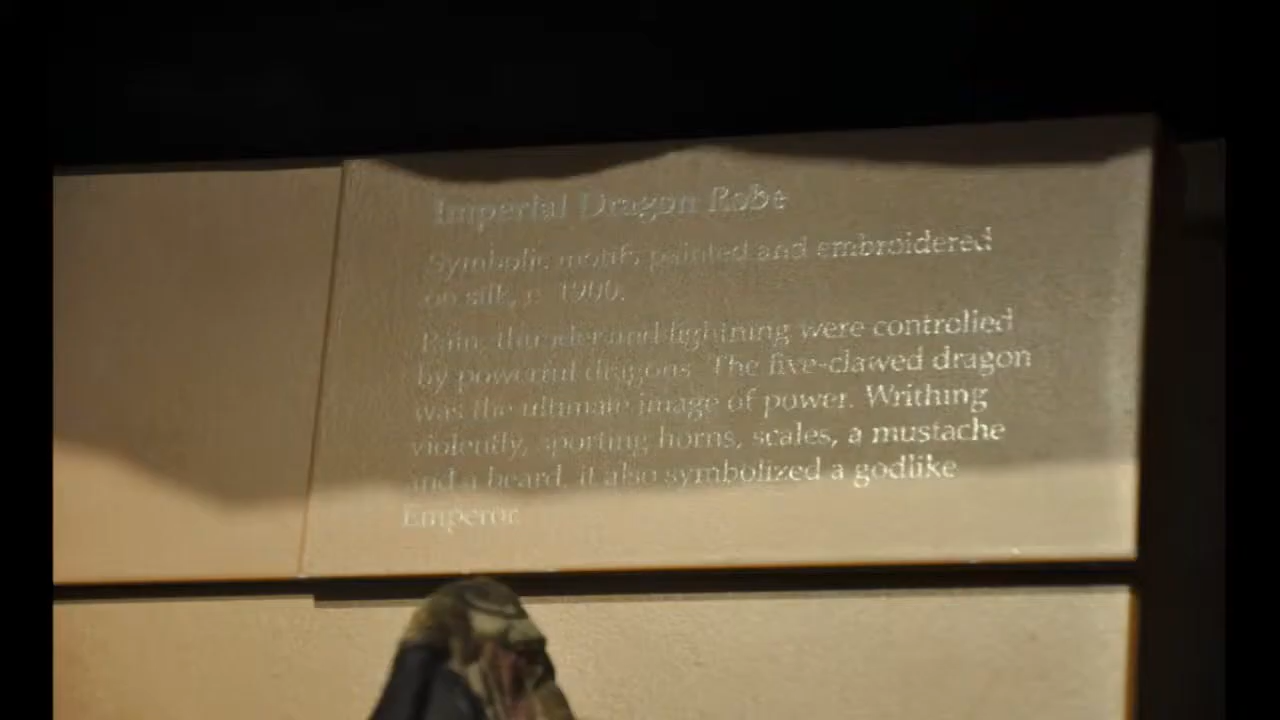 Imperial Dragon Robe
Symbolic motifs painted and embroidered
on silk, c. 1900.
Rain, thunder and lightning were controlled
by powerful dragons. The five-clawed dragon
was the ultimate image of power. Writhing
violently, sporting horns, scales, a mustache
and a beard, it also symbolized a godlike
Emperor.